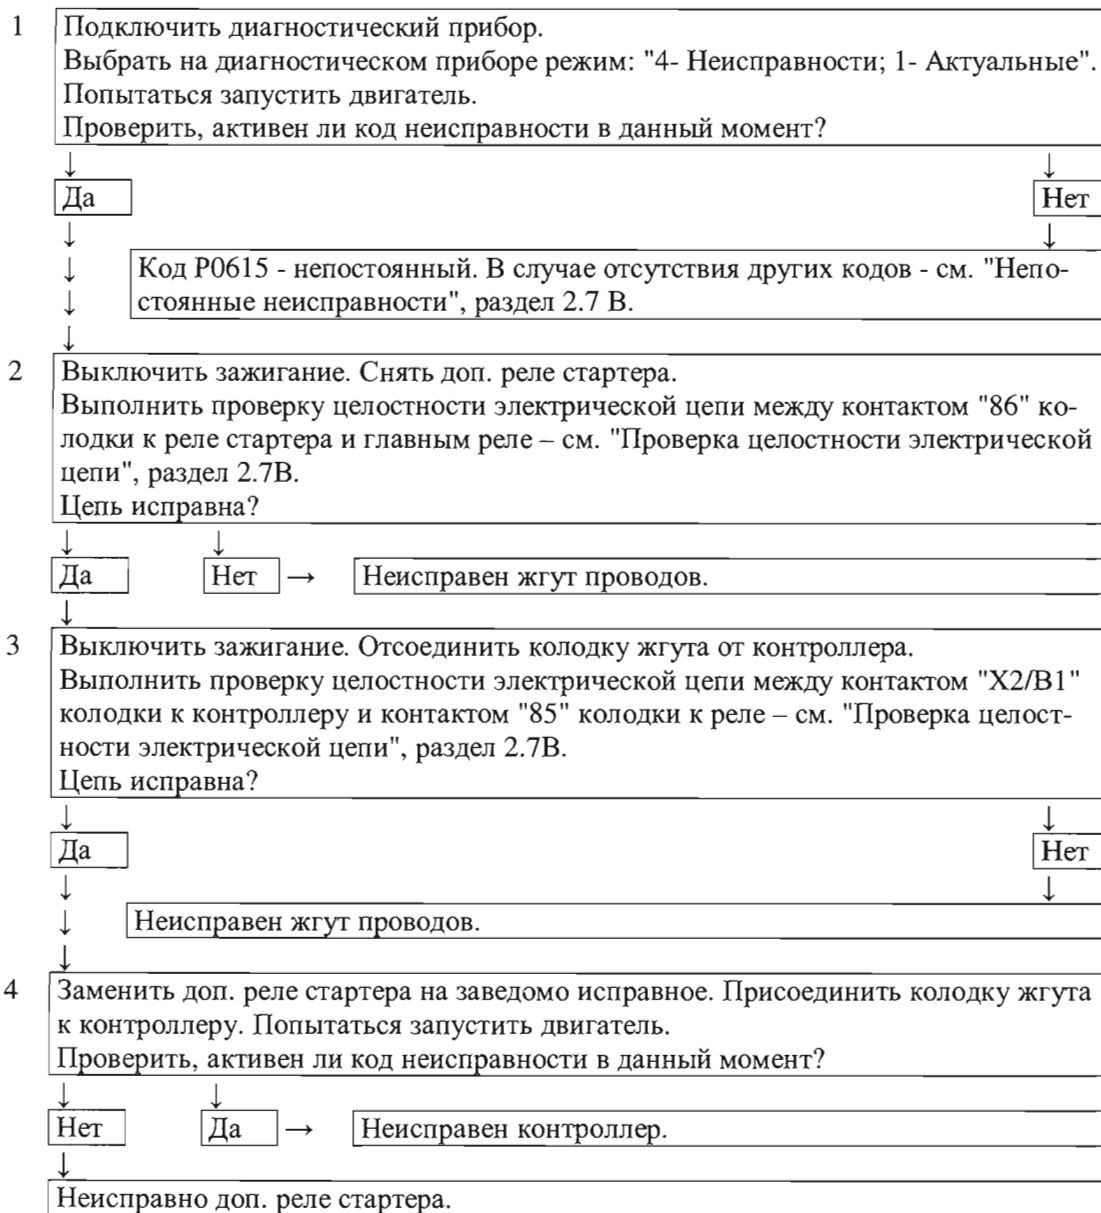 1 Подключить диагностический прибор.
Выбрать на диагностическом приборе режим: "4- Неисправности; 1- Актуальные".
Попытаться запустить двигатель.
Проверить, активен ли код неисправности в данный момент?
↓ ↓
Да Нет
↓ ↓
↓ Код P0615 - непостоянный. В случае отсутствия других кодов - см. "Непо-
↓ стоянные неисправности", раздел 2.7 В.
↓
2 Выключить зажигание. Снять доп. реле стартера.
Выполнить проверку целостности электрической цепи между контактом "86" ко-
лодки к реле стартера и главным реле – см. "Проверка целостности электрической
цепи", раздел 2.7В.
Цепь исправна?
↓ ↓
Да Нет → Неисправен жгут проводов.
↓
3 Выключить зажигание. Отсоединить колодку жгута от контроллера.
Выполнить проверку целостности электрической цепи между контактом "X2/B1"
колодки к контроллеру и контактом "85" колодки к реле – см. "Проверка целост-
ности электрической цепи", раздел 2.7В.
Цепь исправна?
↓ ↓
Да Нет
↓ ↓
↓ Неисправен жгут проводов.
↓
4 Заменить доп. реле стартера на заведомо исправное. Присоединить колодку жгута
к контроллеру. Попытаться запустить двигатель.
Проверить, активен ли код неисправности в данный момент?
↓ ↓
Нет Да → Неисправен контроллер.
↓
Неисправно доп. реле стартера.